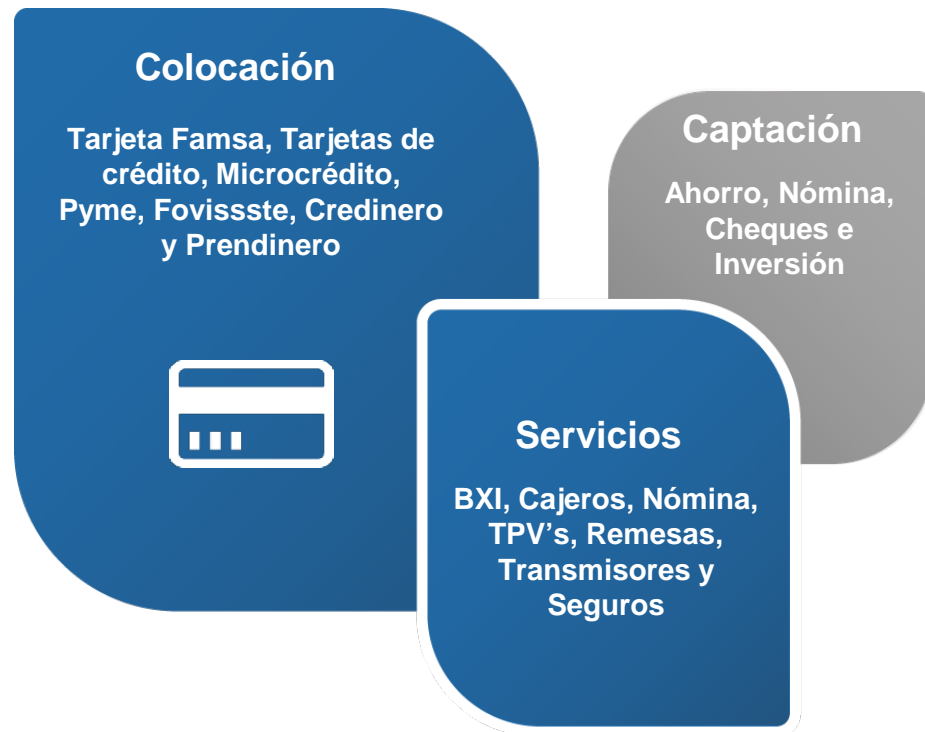 Colocación
Tarjeta Famsa, Tarjetas de
crédito, Microcrédito,
Pyme, Fovissste, Credinero
y Prendinero
Captación
Ahorro, Nómina,
Cheques e
Inversión
Servicios
BXI, Cajeros, Nómina,
TPV’s, Remesas,
Transmisores y
Seguros